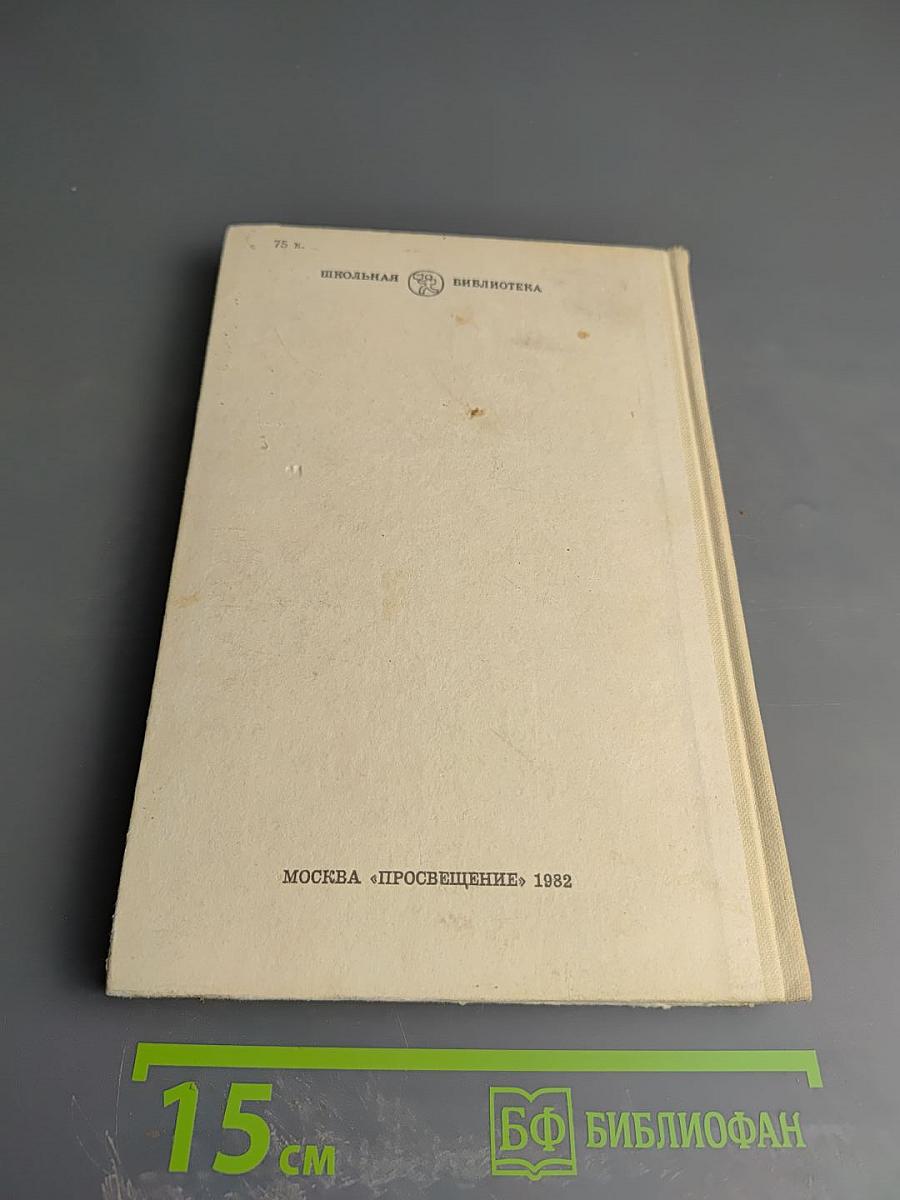 75 к.
ШКОЛЬНАЯ БИБЛИОТЕКА
МОСКВА «ПРОСВЕЩЕНИЕ» 1982
15 см
БФ БИБЛИОФАН